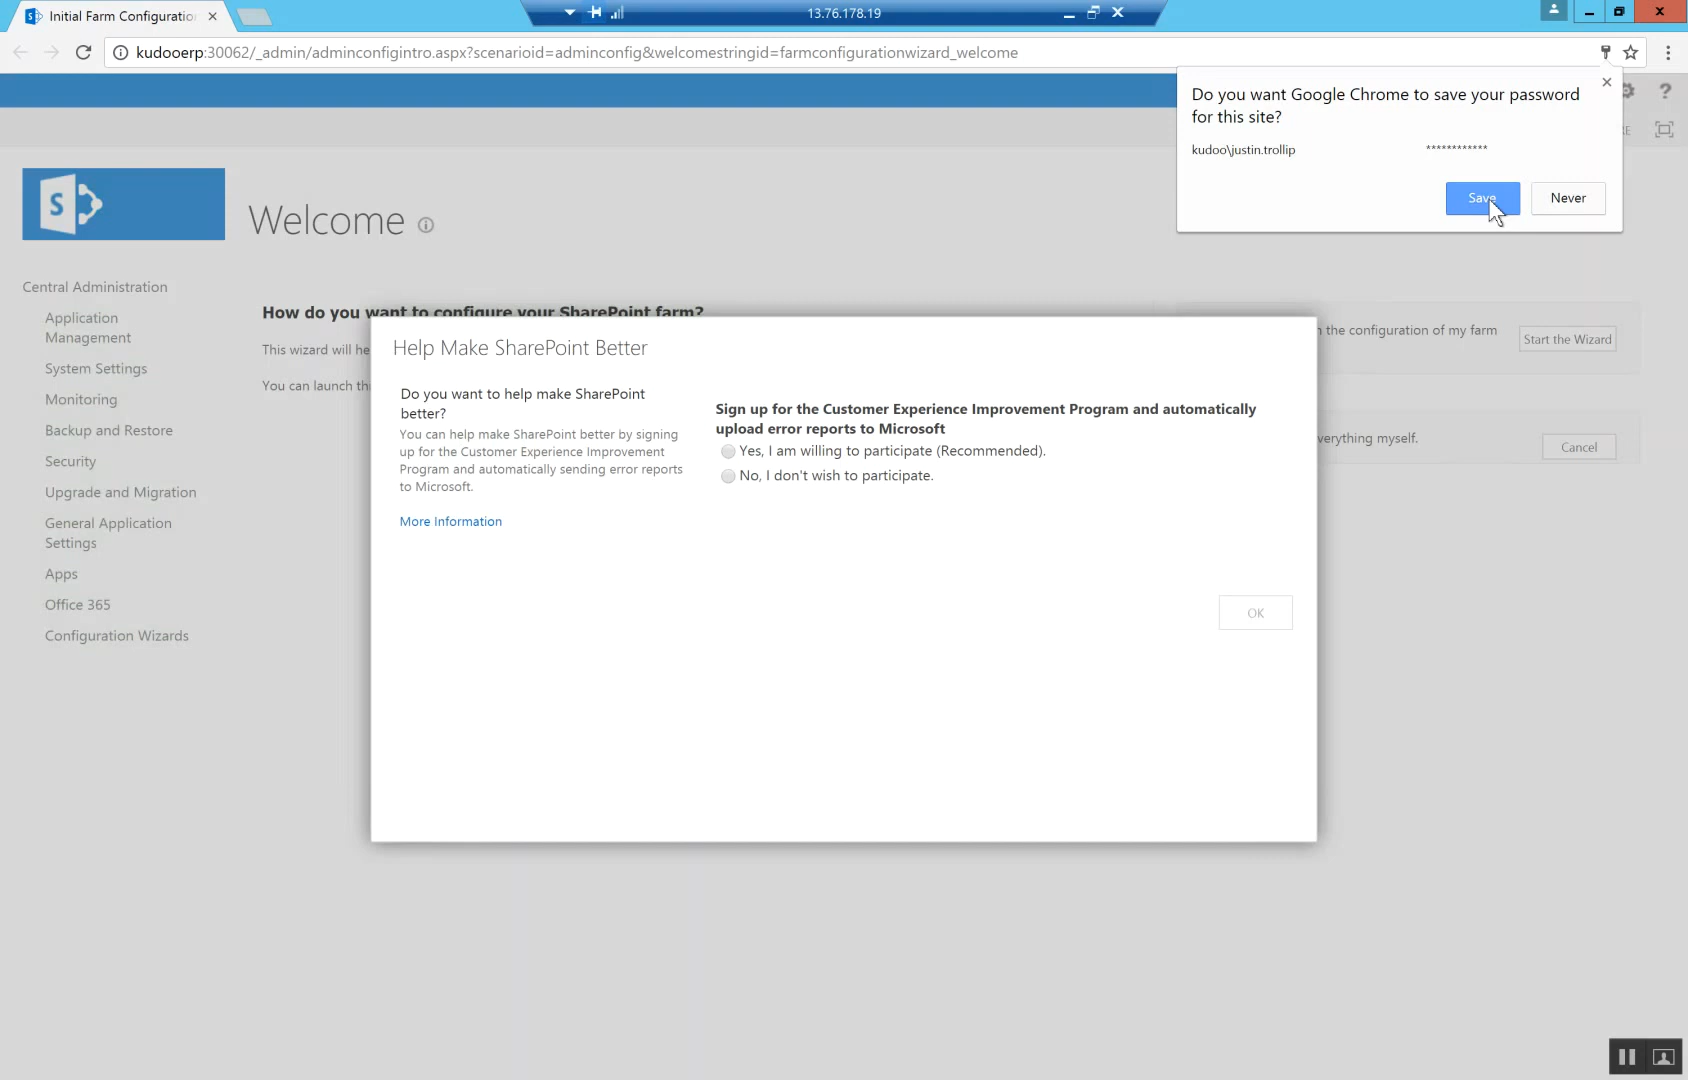 Initial Farm Configuratio
13.76.178.19
kudooerp:30062/_admin/adminconfigintro.aspx?scenarioid=adminconfig&welcomestringid=farmconfigurationwizard_welcome
Do you want Google Chrome to save your password
for this site?
kudoo\justin.trollip ************
Save Never
S
Welcome
Central Administration
Application
Management
System Settings
Monitoring
Backup and Restore
Security
Upgrade and Migration
General Application
Settings
Apps
Office 365
Configuration Wizards
How do you want to configure your SharePoint farm?
This wizard will he
You can launch th
the configuration of my farm
Start the Wizard
verything myself.
Cancel
Help Make SharePoint Better
Do you want to help make SharePoint
better?
You can help make SharePoint better by signing
up for the Customer Experience Improvement
Program and automatically sending error reports
to Microsoft.
More Information
Sign up for the Customer Experience Improvement Program and automatically
upload error reports to Microsoft
Yes, I am willing to participate (Recommended).
No, I don't wish to participate.
OK